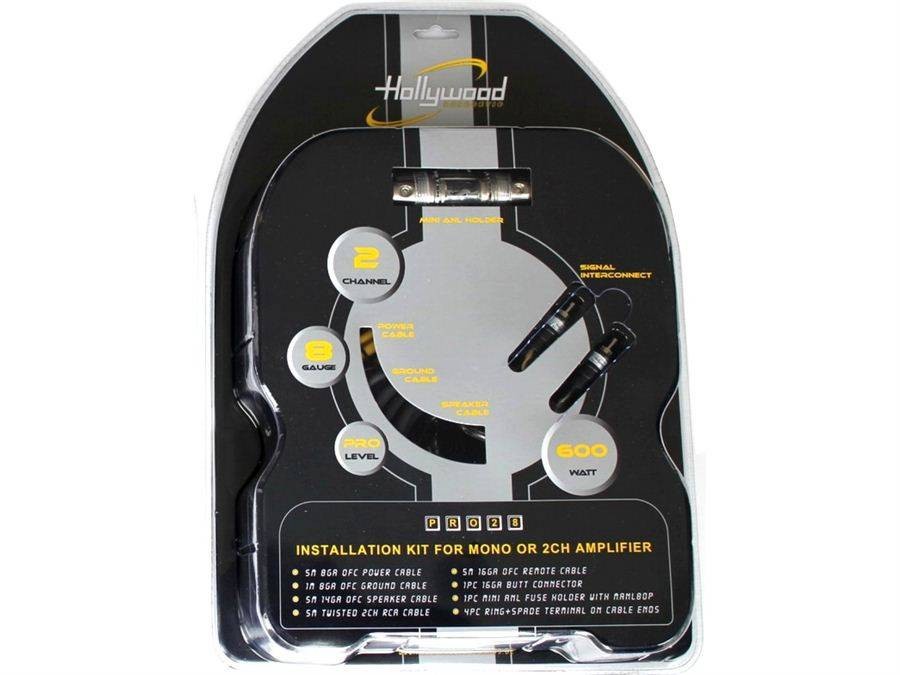 Hollywood
MINI ANL HOLDER
2
CHANNEL
SIGNAL
INTERCONNECT
POWER
CABLE
8
GAUGE
GROUND
CABLE
SPEAKER
CABLE
PRO
LEVEL
600
WATT
PRO28
INSTALLATION KIT FOR MONO OR 2CH AMPLIFIER
5M 8GA OFC POWER CABLE
1M 8GA OFC GROUND CABLE
5M 14GA OFC SPEAKER CABLE
5M TWISTED 2CH RCA CABLE
5M 16GA OFC REMOTE CABLE
1PC 16GA BUTT CONNECTOR
1PC MINI ANL FUSE HOLDER WITH MANL80P
4PC RING+SPADE TERMINAL ON CABLE ENDS